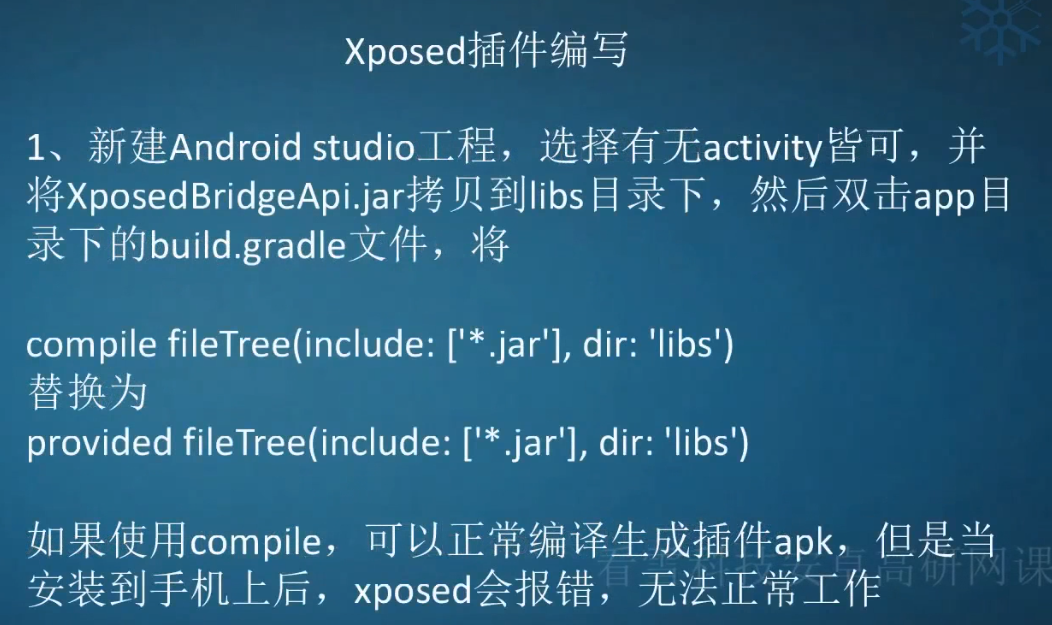 Xposed插件编写
1、新建Android studio工程，选择有无activity皆可，并
将XposedBridgeApi.jar拷贝到libs目录下，然后双击app目
录下的build.gradle文件，将
compile fileTree(include: ['*.jar'], dir: 'libs')
替换为
provided fileTree(include: ['*.jar'], dir: 'libs')
如果使用compile，可以正常编译生成插件apk，但是当
安装到手机上后，xposed会报错，无法正常工作
看雪科技安卓高研网课